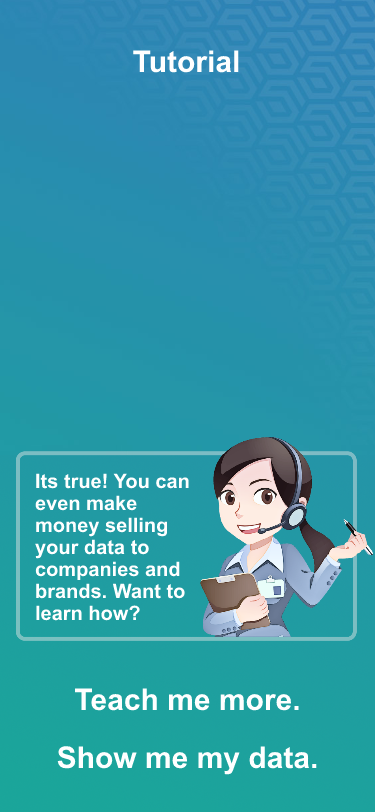 Tutorial
Its true! You can
even make
money selling
your data to
companies and
brands. Want to
learn how?
Teach me more.
Show me my data.